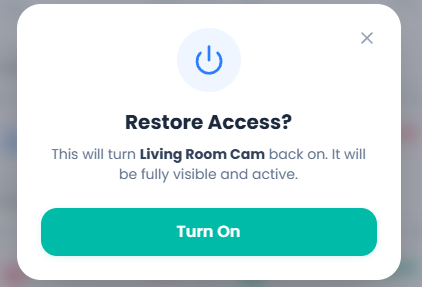 Restore Access?
This will turn Living Room Cam back on. It will
be fully visible and active.
Turn On